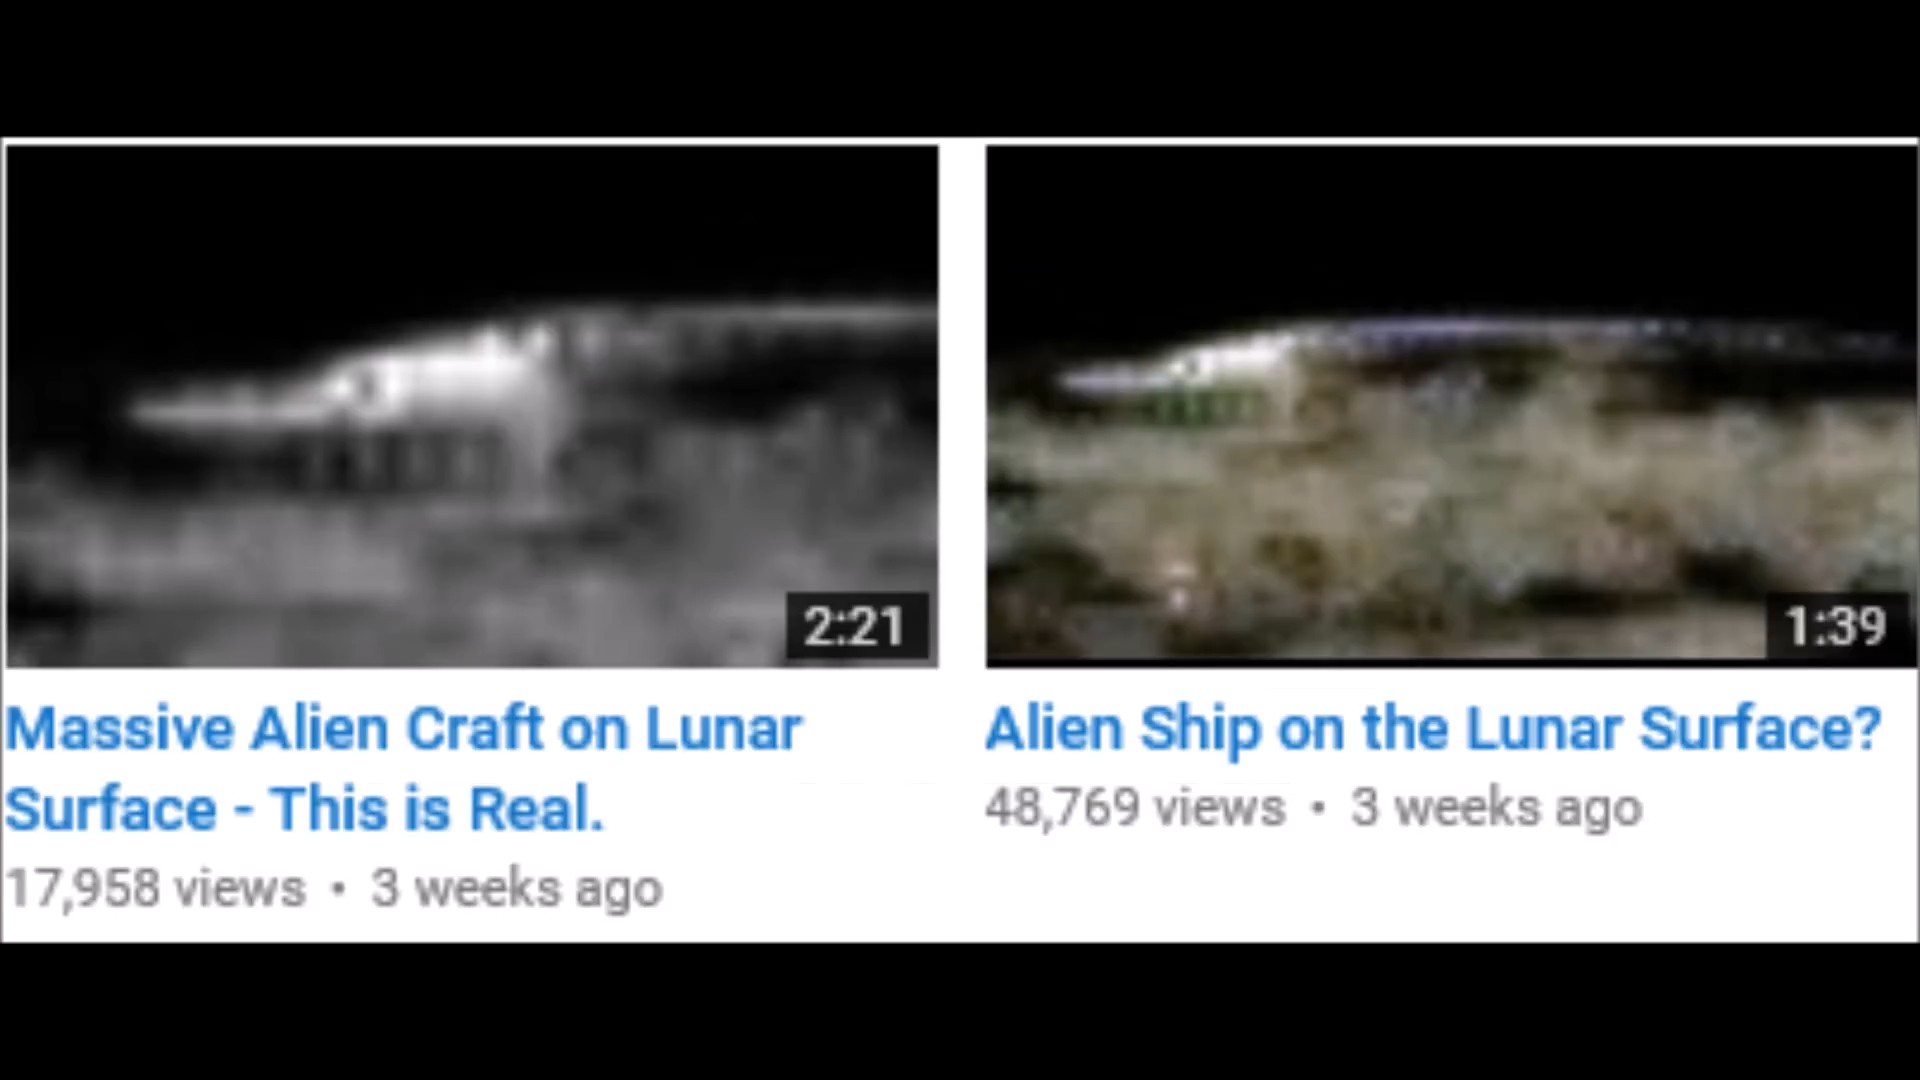 2:21
Massive Alien Craft on Lunar
Surface - This is Real.
17,958 views • 3 weeks ago
1:39
Alien Ship on the Lunar Surface?
48,769 views • 3 weeks ago